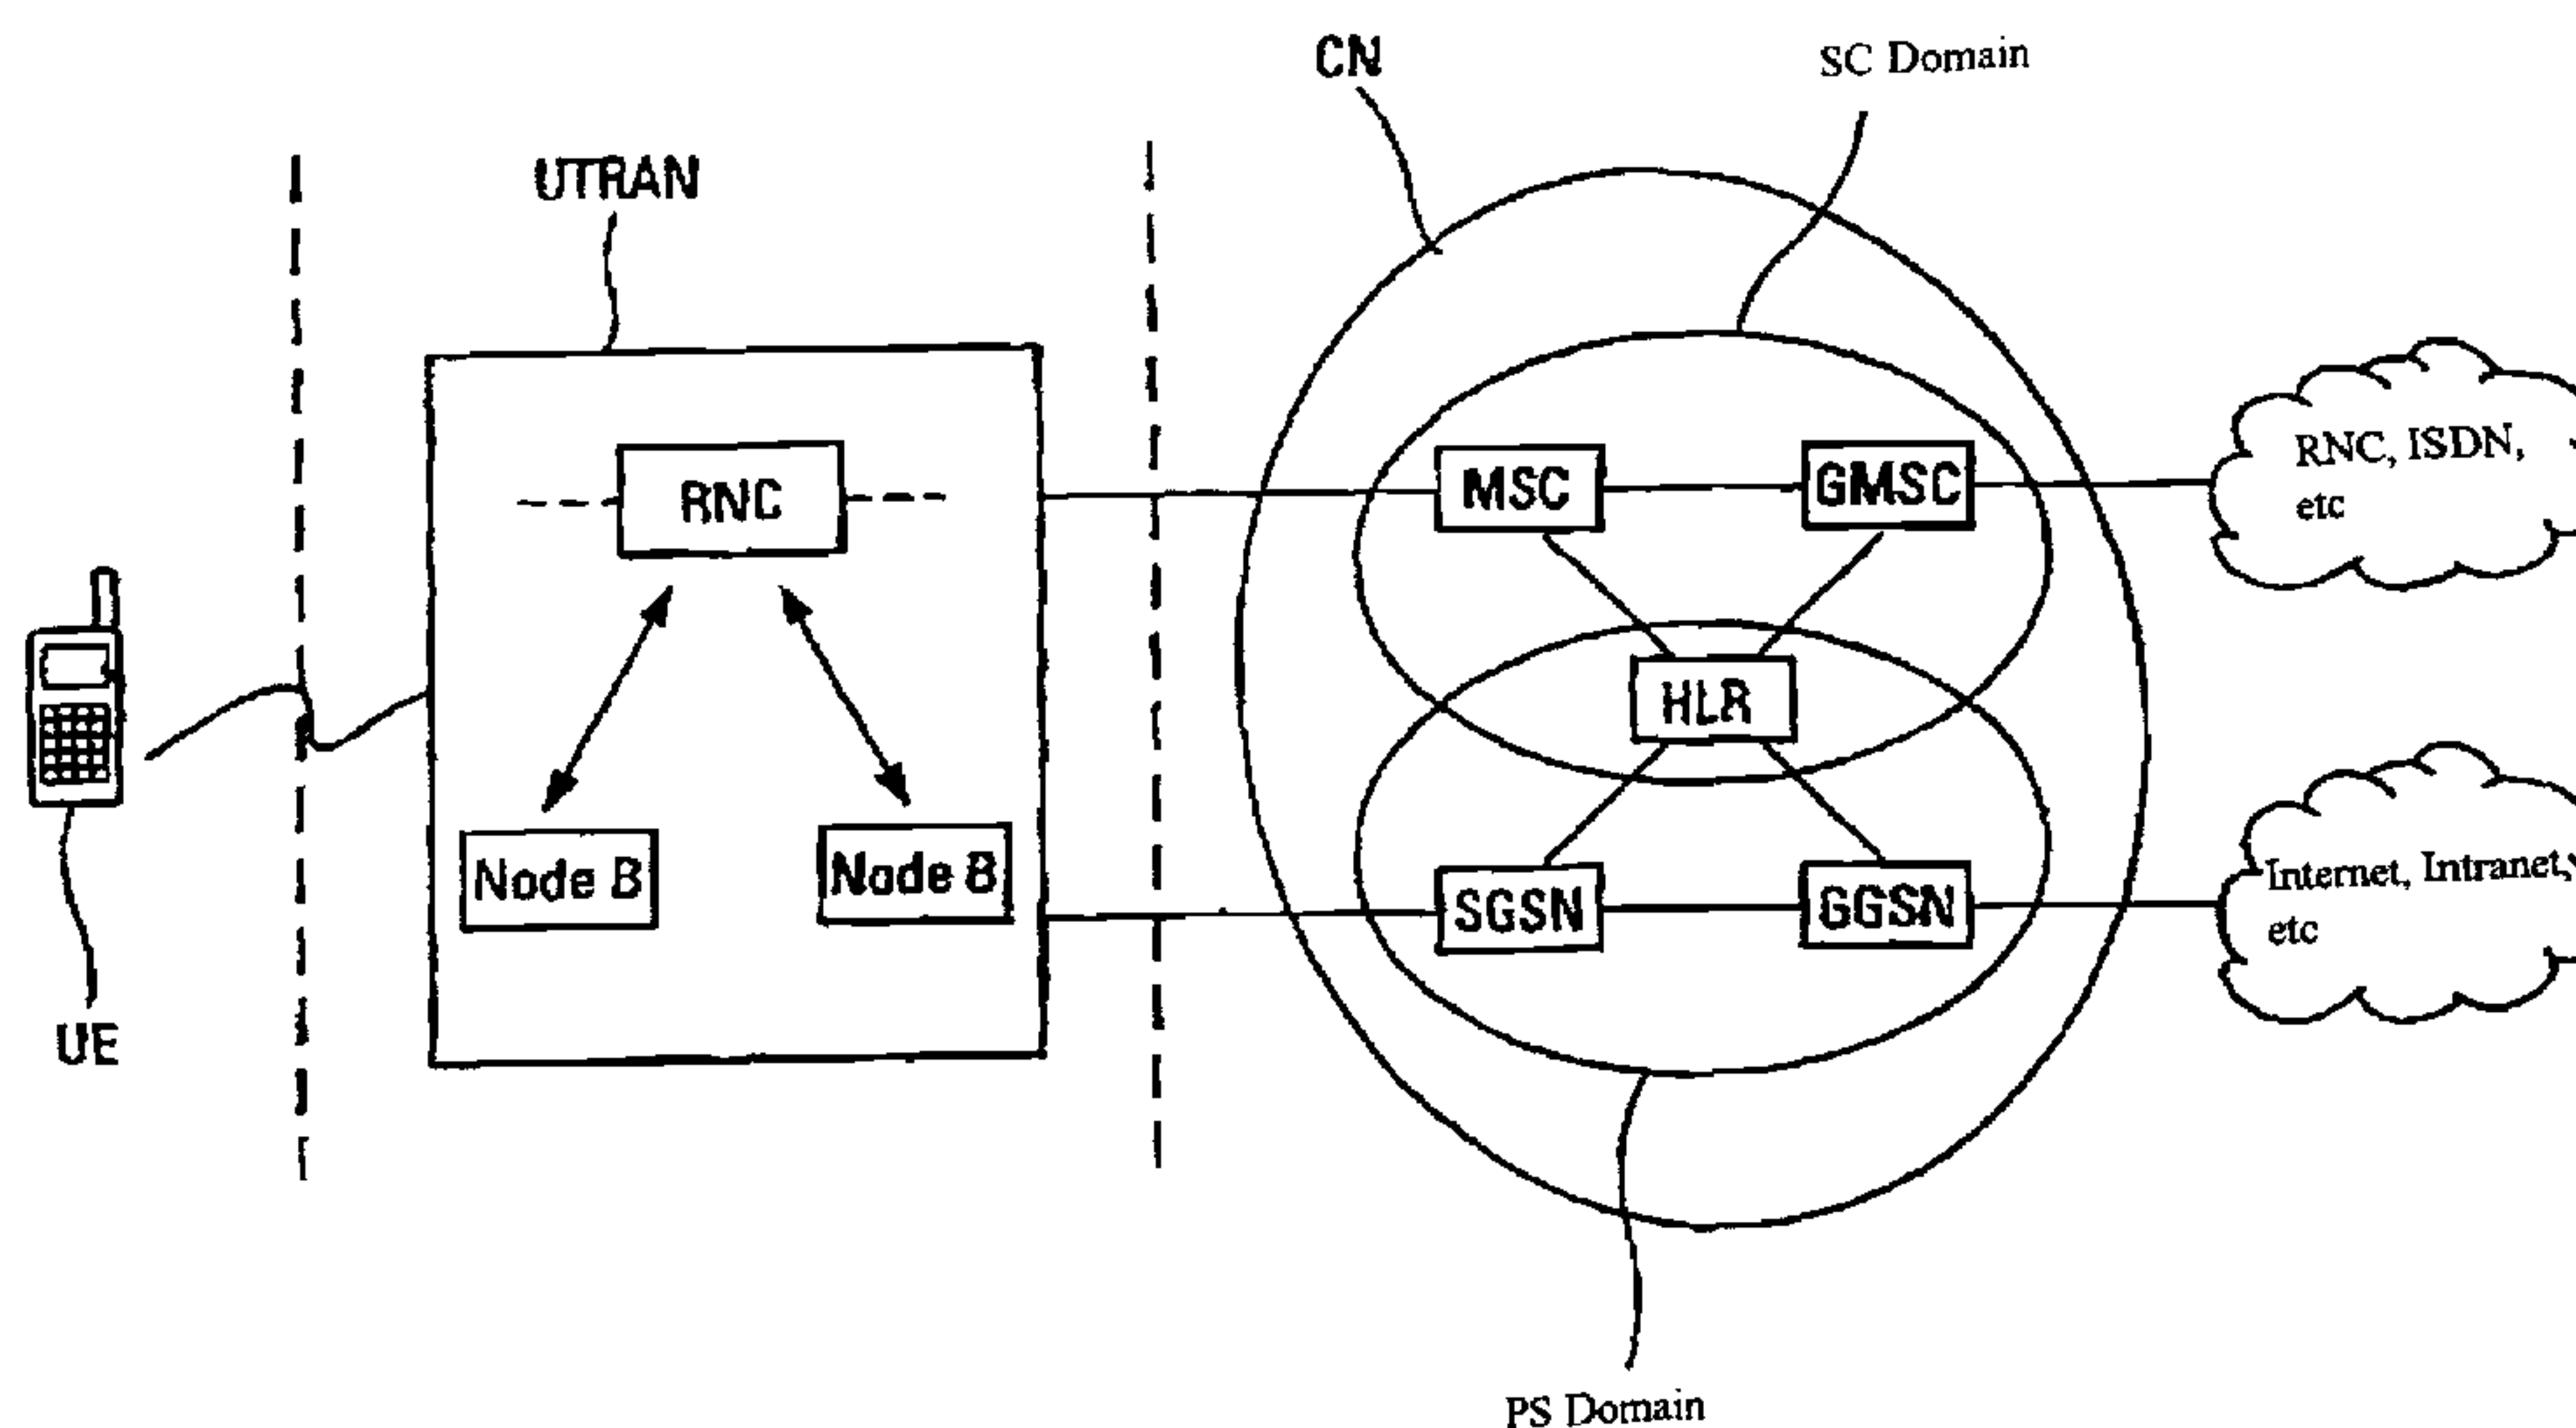 CN
SC Domain
UTRAN
RNC
MSC
GMSC
RNC, ISDN,
etc
HLR
Node B
Node B
SGSN
GGSN
Internet, Intranet,
etc
UE
PS Domain